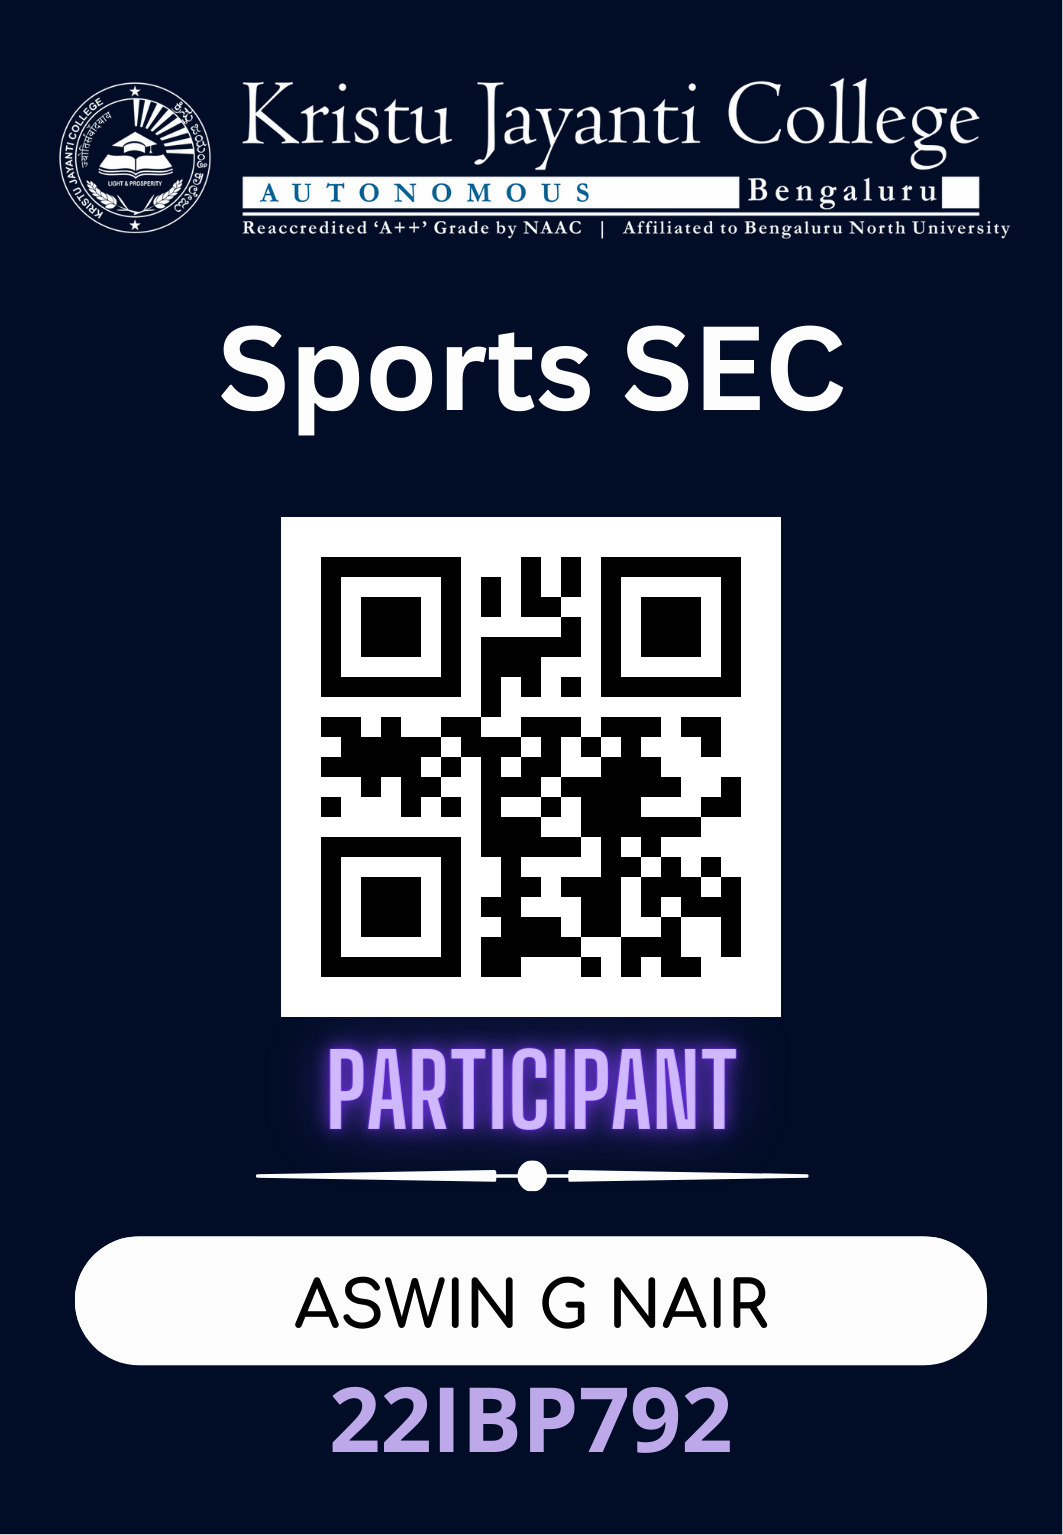 KRISTU JAYANTI COLLEGE
ಕ್ರಿಸ್ತು ಜಯಂತಿ ಕಾಲೇಜು
LIGHT & PROSPERITY
Kristu Jayanti College
AUTONOMOUS Bengaluru
Reaccredited ‘A++’ Grade by NAAC | Affiliated to Bengaluru North University
Sports SEC
PARTICIPANT
ASWIN G NAIR
22IBP792